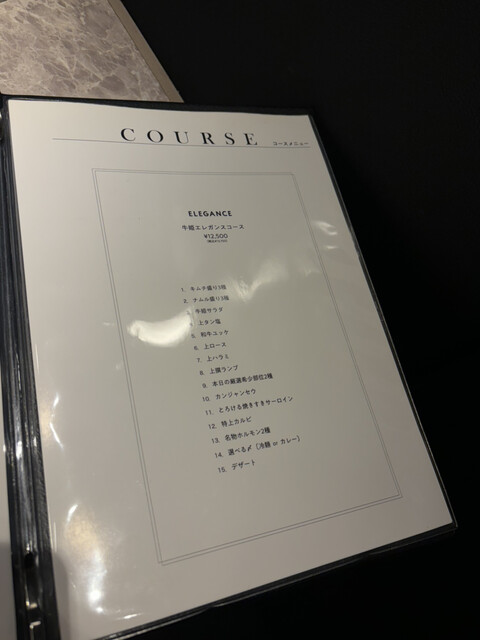 COURSE コースメニュー
ELEGANCE
牛姫エレガンスコース
¥12,500
1. キムチ盛り3種
2. ナムル盛り3種
3. 牛姫サラダ
4. 上タン塩
5. 和牛ユッケ
6. 上ロース
7. 上ハラミ
8. 上撰ランプ
9. 本日の厳選希少部位2種
10. カンジャンセウ
11. とろける焼きすきサーロイン
12. 特上カルビ
13. 名物ホルモン2種
14. 選べる〆（冷麺 or カレー）
15. デザート